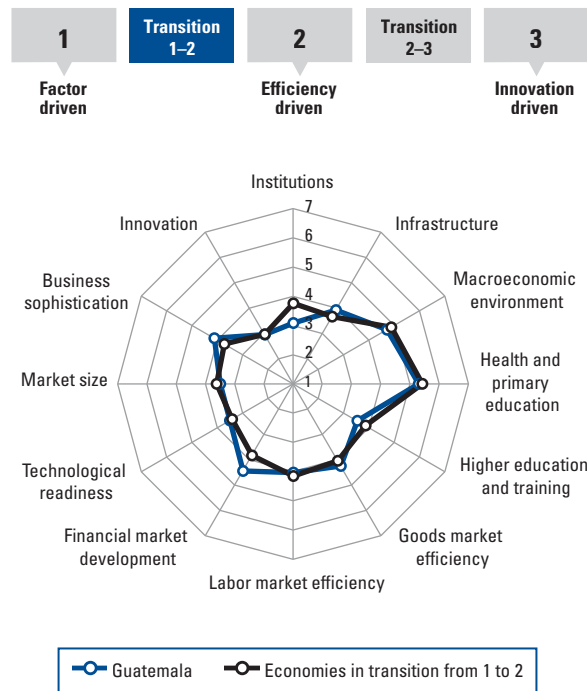 1
Transition
1–2
2
Transition
2–3
3
Factor
driven
Efficiency
driven
Innovation
driven
Institutions
7
Innovation
Infrastructure
6
5
Business
sophistication
Macroeconomic
environment
4
3
2
Market size
1
Health and
primary
education
Technological
readiness
Higher education
and training
Financial market
development
Goods market
efficiency
Labor market efficiency
Guatemala
Economies in transition from 1 to 2